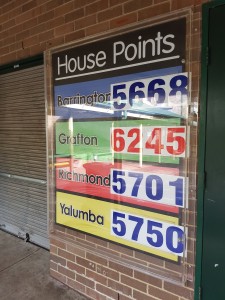 House Points
Barrington 5668
Grafton 6245
Richmond 5701
Yalumba 5750